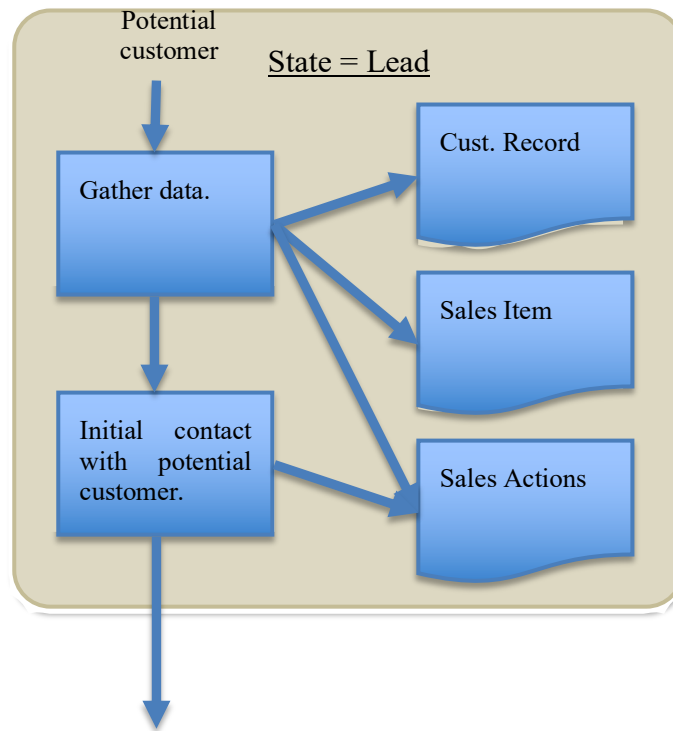 Potential
customer
State = Lead
Cust. Record
Gather data.
Sales Item
Initial contact
with potential
customer.
Sales Actions